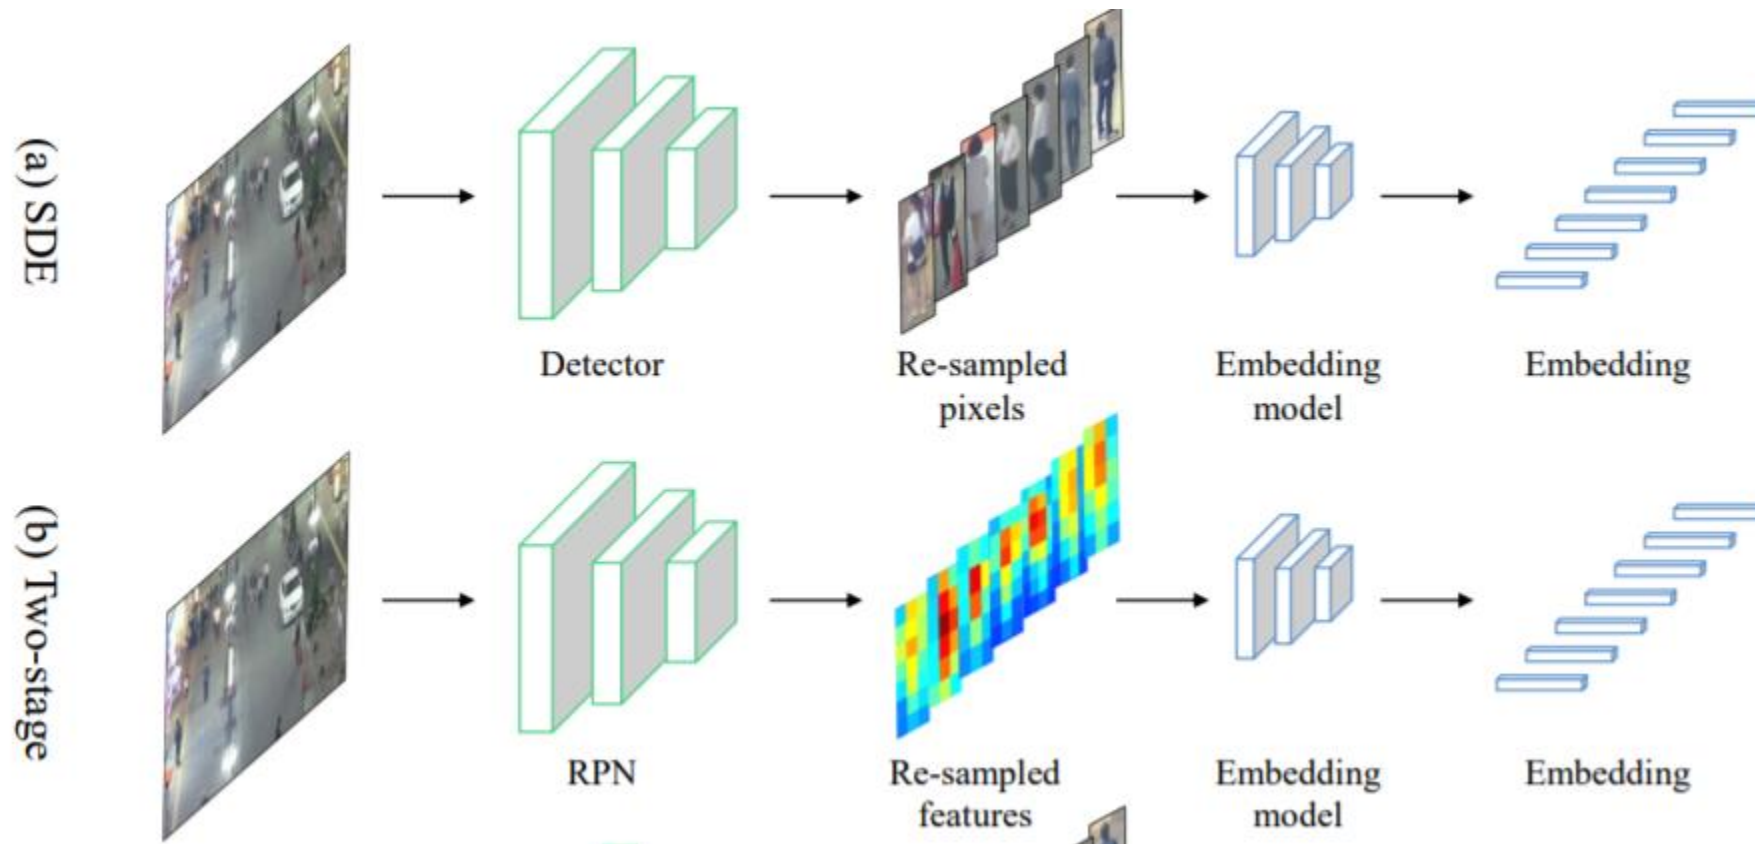 (a) SDE
Detector
Re-sampled
pixels
Embedding
model
Embedding
(b) Two-stage
RPN
Re-sampled
features
Embedding
model
Embedding